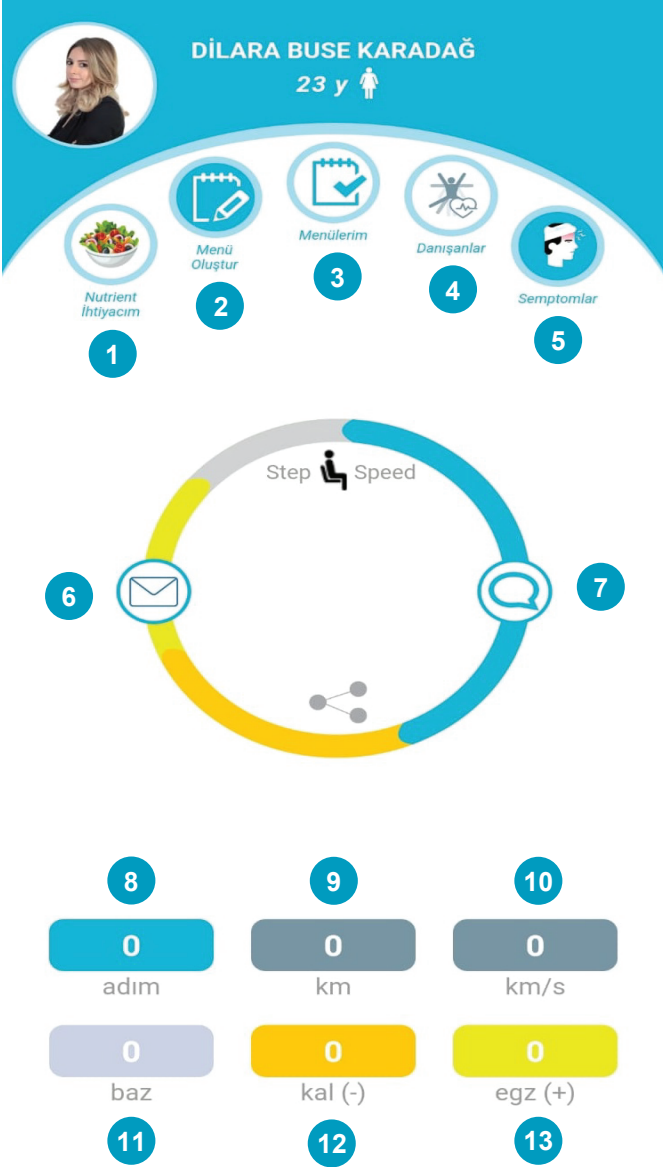 DİLARA BUSE KARADAĞ
23 y
Nutrient
İhtiyacım
1
Menü
Oluştur
2
Menülerim
3
Danışanlar
4
Semptomlar
5
Step Speed
6
7
8
9
10
0
0
0
adım
km
km/s
0
0
0
baz
kal (-)
egz (+)
11
12
13